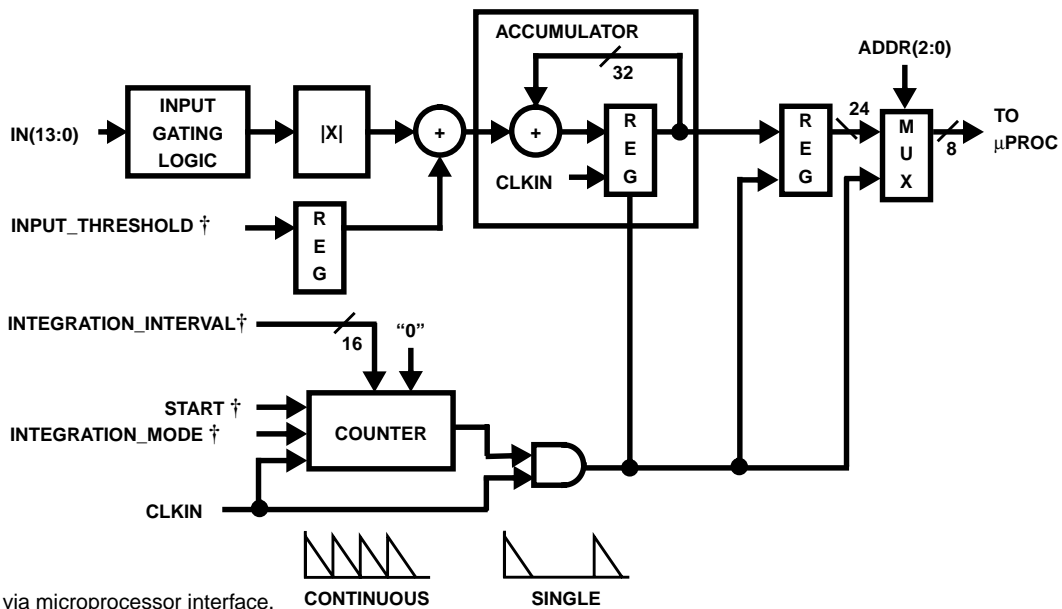 ACCUMULATOR
ADDR(2:0)
32
INPUT
GATING
LOGIC
IN(13:0)
|X|
+
+
R
E
G
R
E
G
24
M
U
X
8
TO
µPROC
CLKIN
INPUT_THRESHOLD †
R
E
G
INTEGRATION_INTERVAL†
16
“0”
START †
INTEGRATION_MODE †
COUNTER
CLKIN
via microprocessor interface.
CONTINUOUS
SINGLE